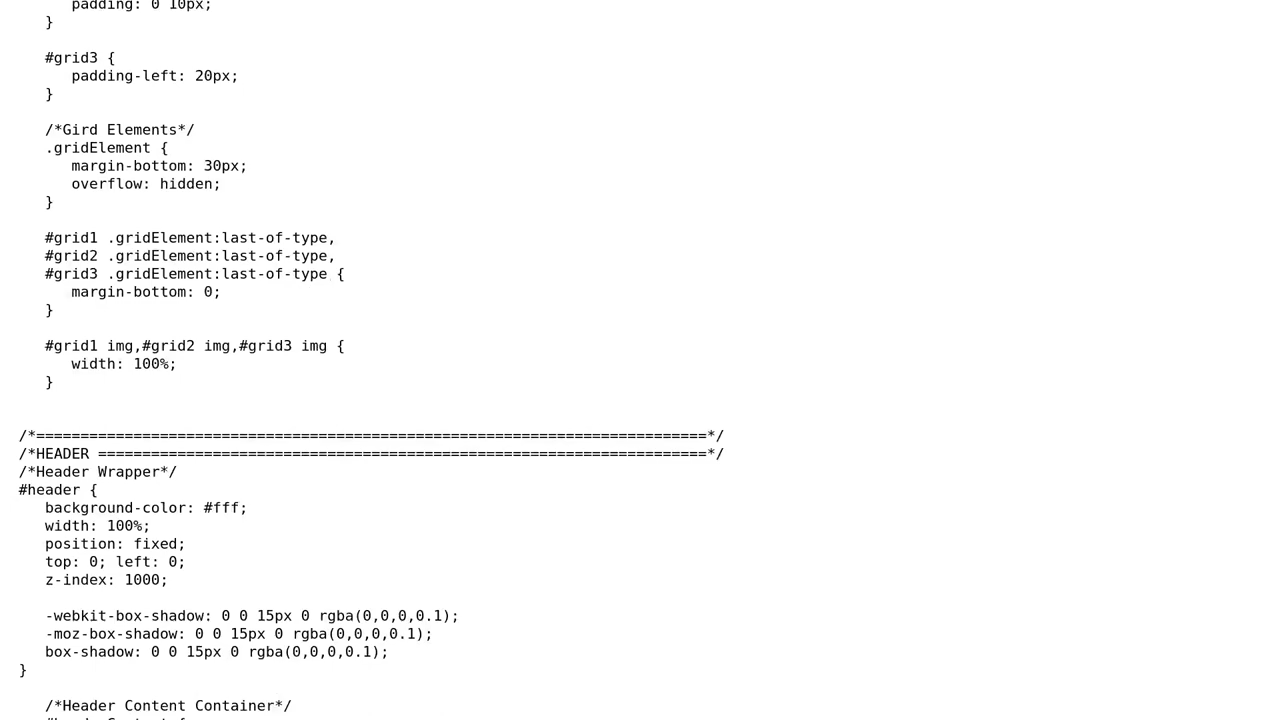 padding: 0 10px;
}
#grid3 {
padding-left: 20px;
}
/*Gird Elements*/
.gridElement {
margin-bottom: 30px;
overflow: hidden;
}
#grid1 .gridElement:last-of-type,
#grid2 .gridElement:last-of-type,
#grid3 .gridElement:last-of-type {
margin-bottom: 0;
}
#grid1 img,#grid2 img,#grid3 img {
width: 100%;
}
/*============================================================================*/
/*HEADER =====================================================================*/
/*Header Wrapper*/
#header {
background-color: #fff;
width: 100%;
position: fixed;
top: 0; left: 0;
z-index: 1000;
-webkit-box-shadow: 0 0 15px 0 rgba(0,0,0,0.1);
-moz-box-shadow: 0 0 15px 0 rgba(0,0,0,0.1);
box-shadow: 0 0 15px 0 rgba(0,0,0,0.1);
}
/*Header Content Container*/